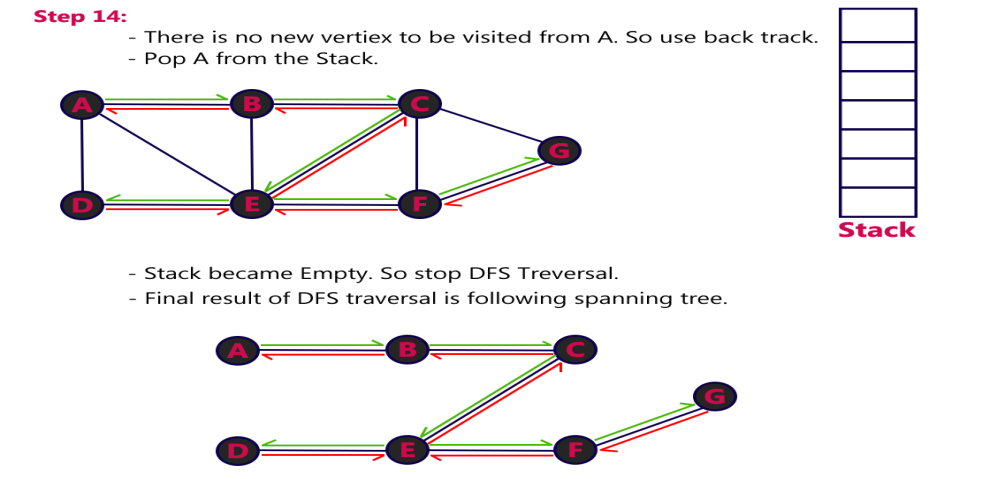 Step 14:
- There is no new vertiex to be visited from A. So use back track.
- Pop A from the Stack.
A B C
G
D E F
Stack
- Stack became Empty. So stop DFS Treversal.
- Final result of DFS traversal is following spanning tree.
A B C
G
D E F